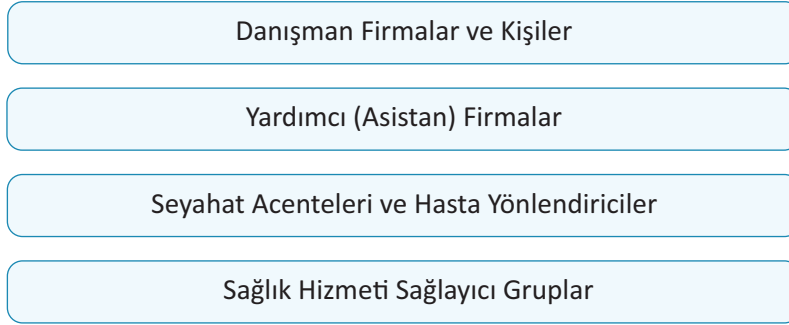 Danışman Firmalar ve Kişiler
Yardımcı (Asistan) Firmalar
Seyahat Acenteleri ve Hasta Yönlendiriciler
Sağlık Hizmeti Sağlayıcı Gruplar